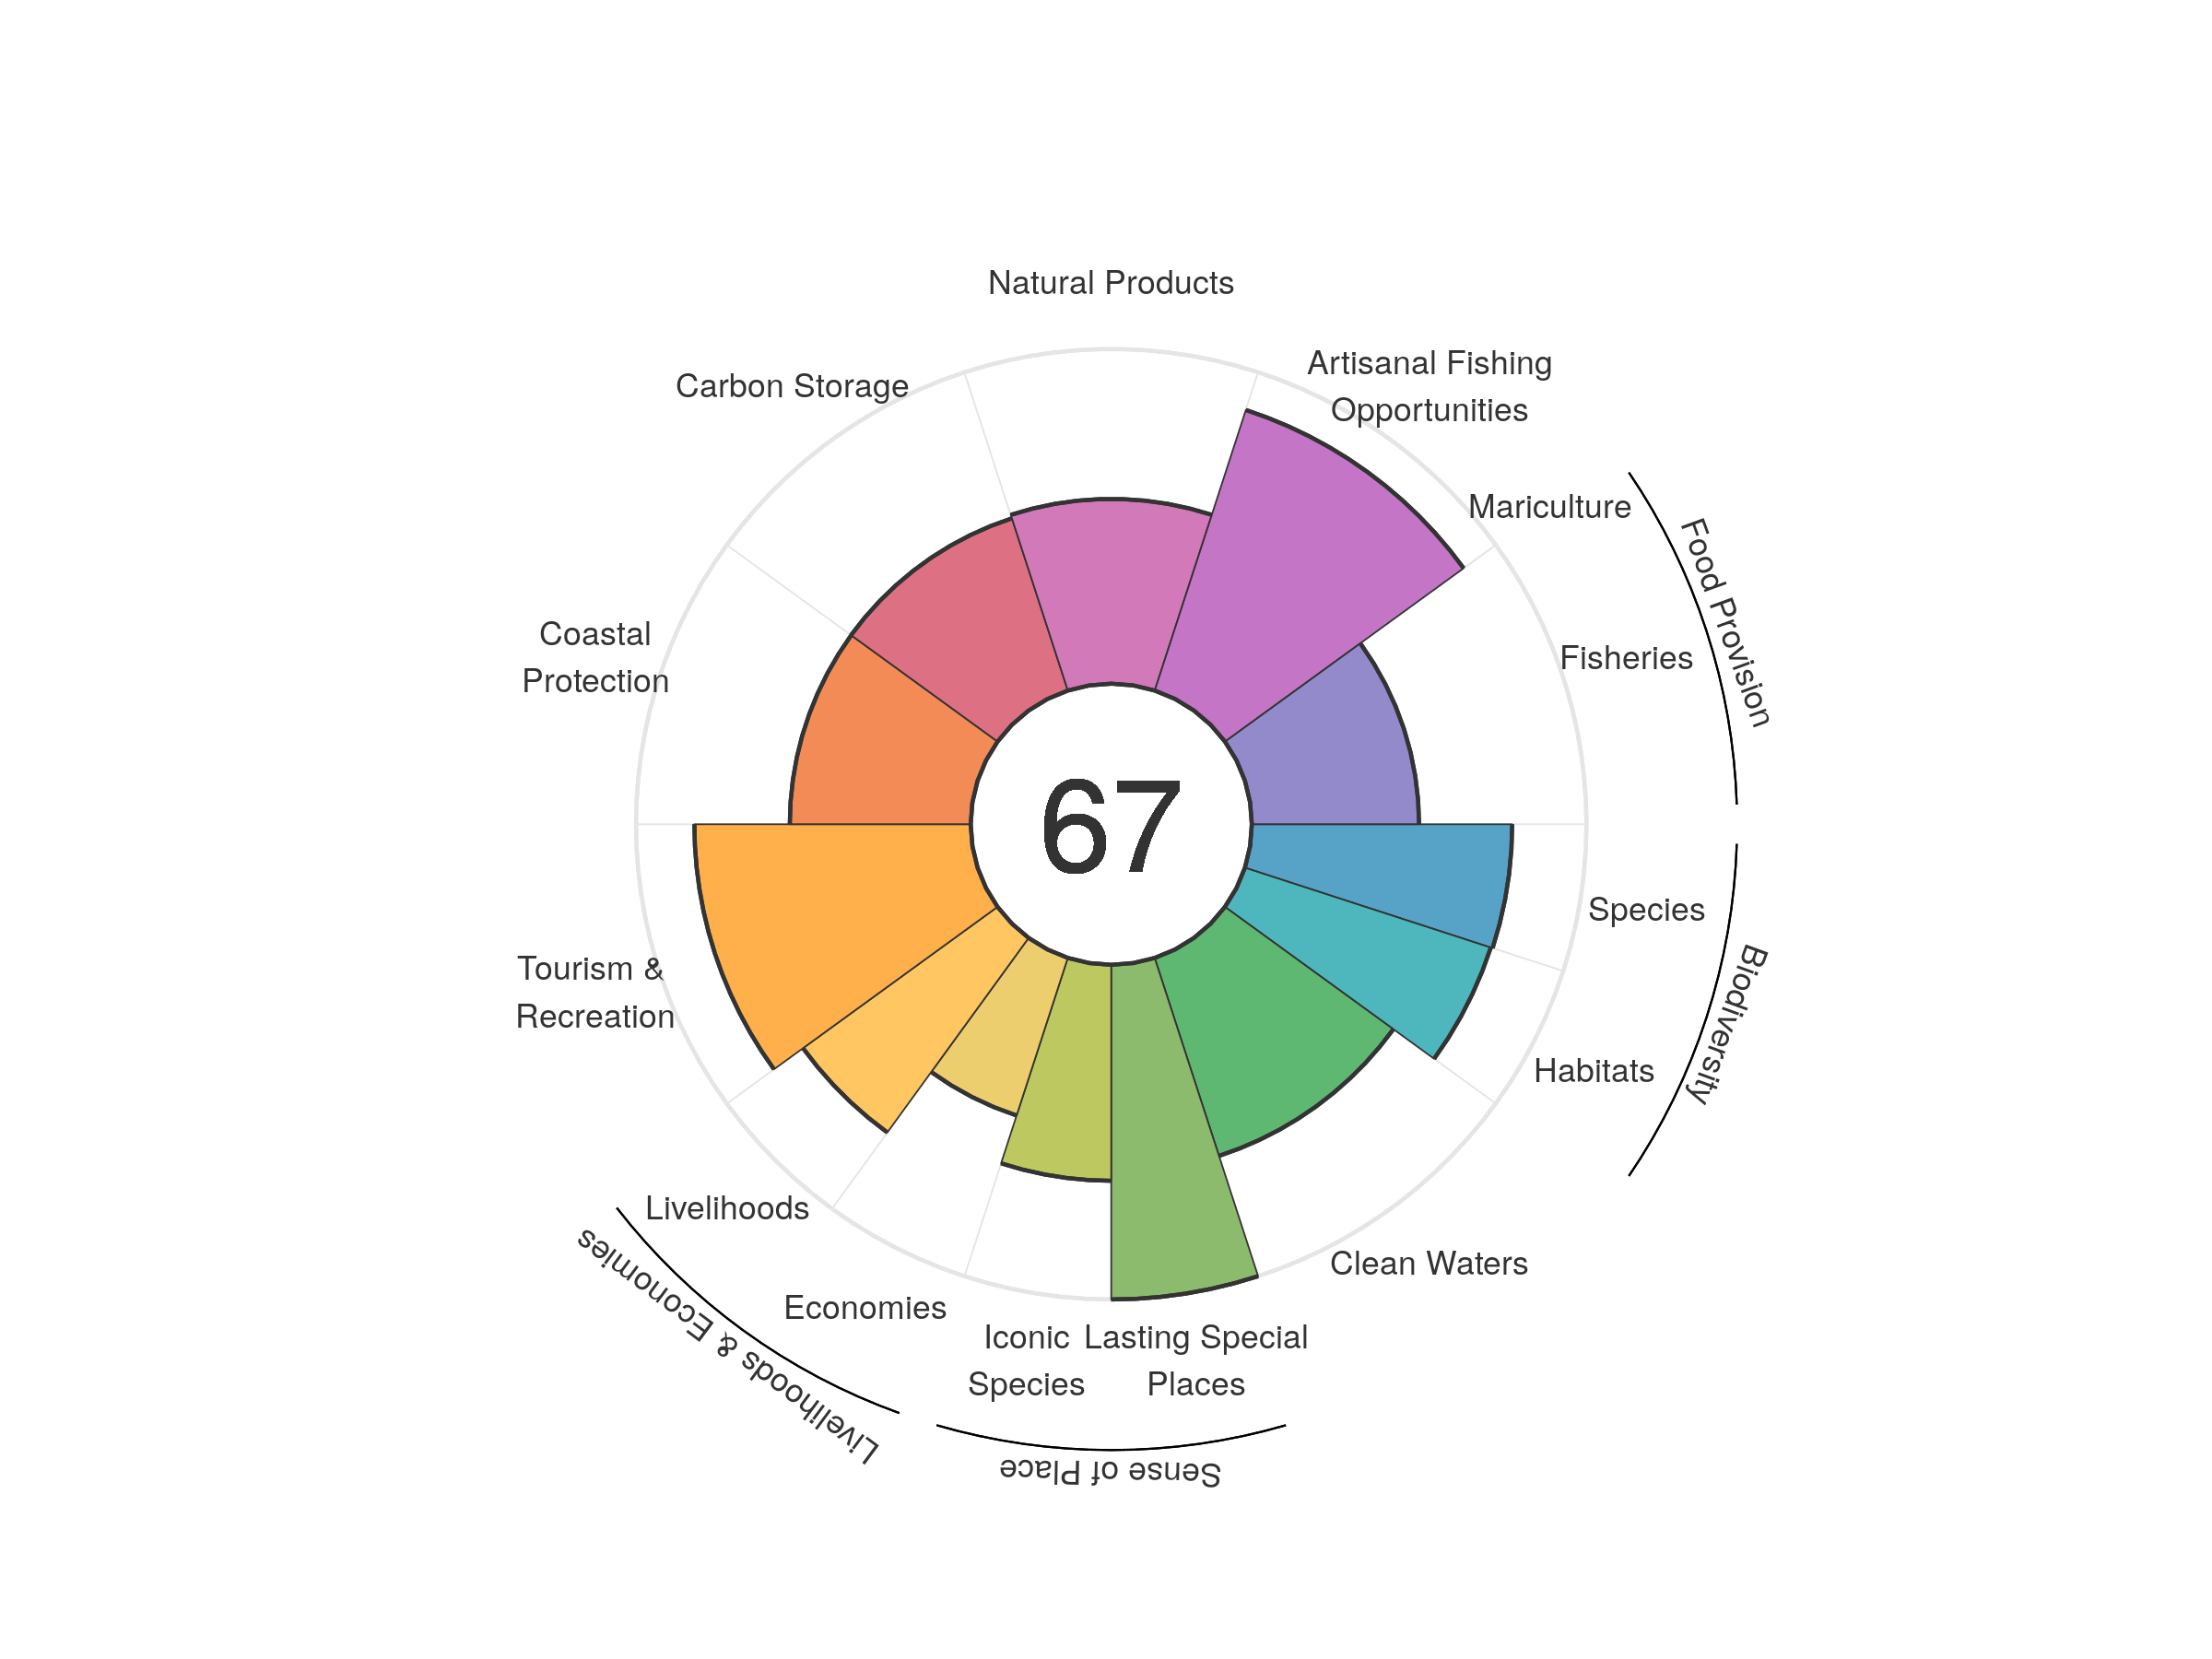 Natural Products
Artisanal Fishing
Opportunities
Carbon Storage
Mariculture
Food Provision
Fisheries
Coastal
Protection
67
Species
Biodiversity
Tourism &
Recreation
Habitats
Livelihoods
Clean Waters
Livelihoods & Economies
Economies
Iconic
Species
Lasting Special
Places
Sense of Place